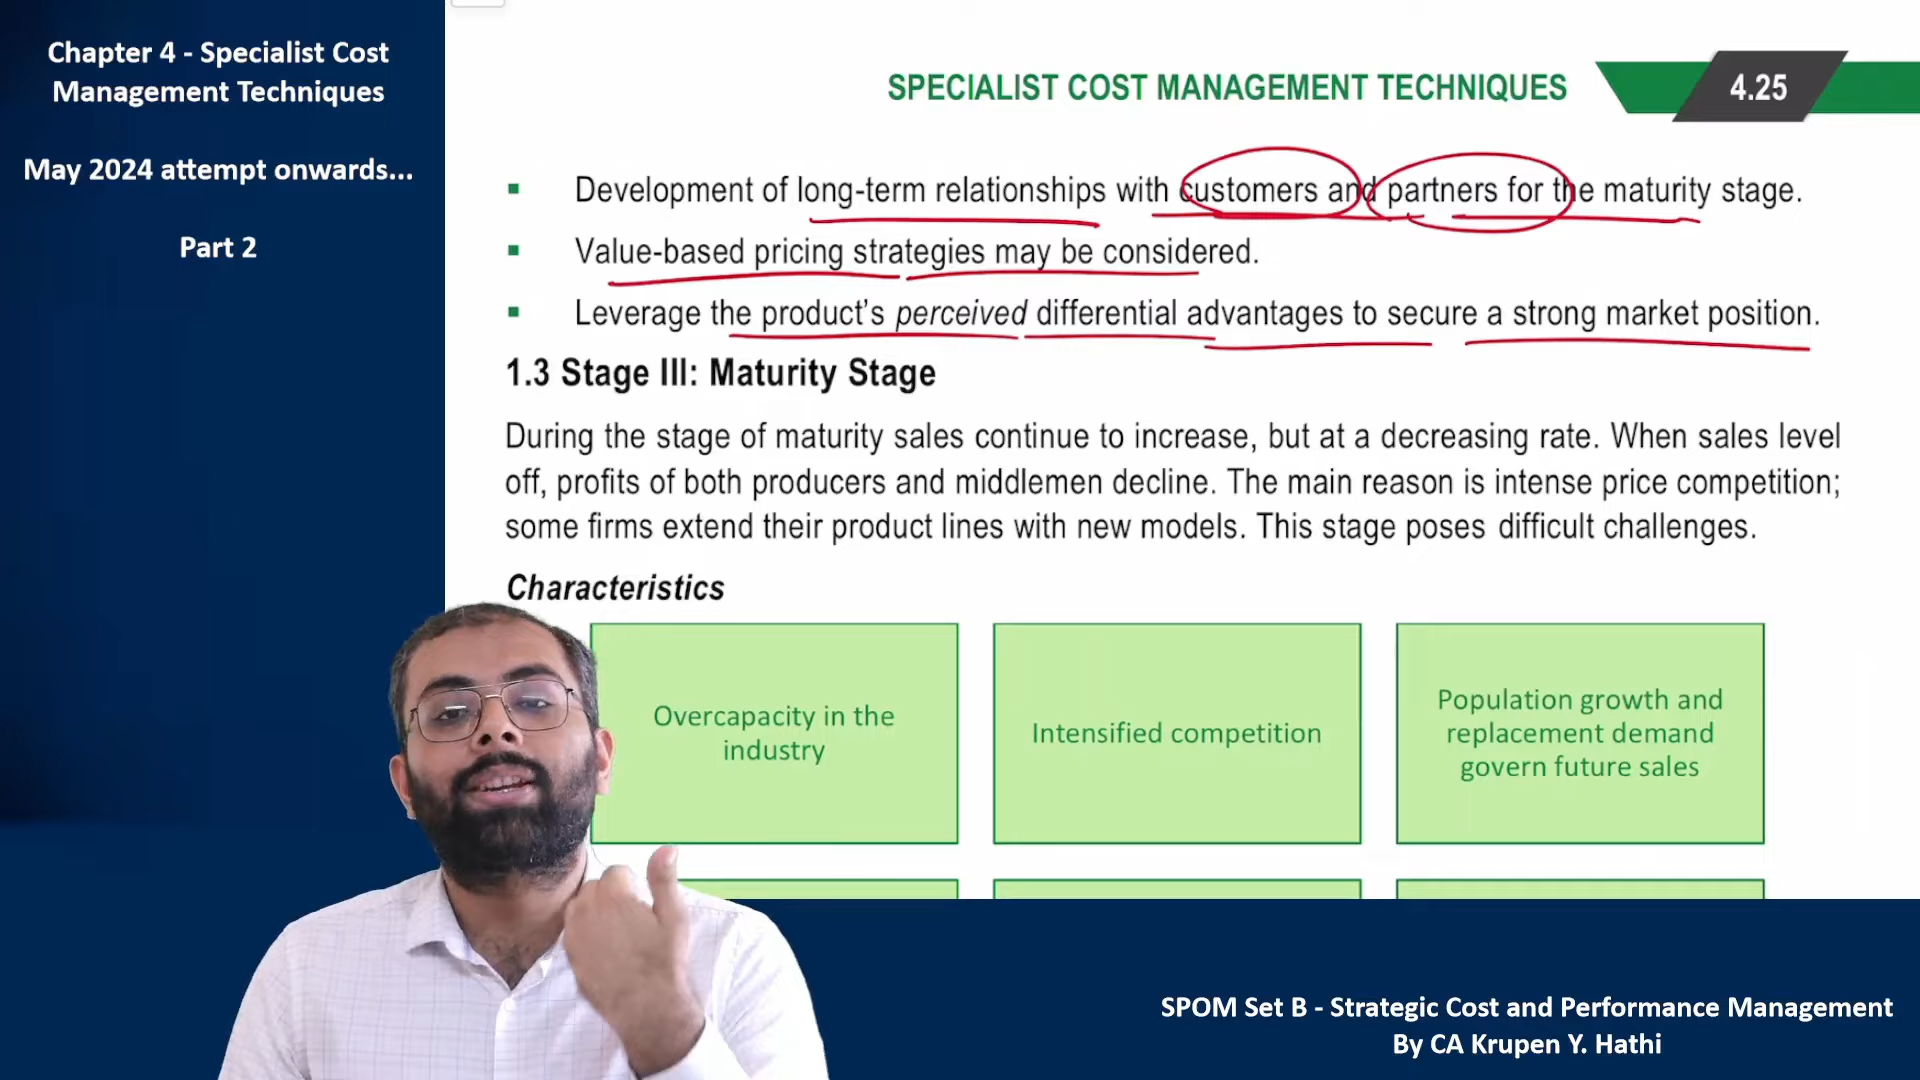 Chapter 4 - Specialist Cost
Management Techniques
May 2024 attempt onwards...
Part 2
SPECIALIST COST MANAGEMENT TECHNIQUES
4.25
▪ Development of long-term relationships with customers and partners for the maturity stage.
▪ Value-based pricing strategies may be considered.
▪ Leverage the product's perceived differential advantages to secure a strong market position.
1.3 Stage III: Maturity Stage
During the stage of maturity sales continue to increase, but at a decreasing rate. When sales level
off, profits of both producers and middlemen decline. The main reason is intense price competition;
some firms extend their product lines with new models. This stage poses difficult challenges.
Characteristics
Overcapacity in the
industry
Intensified competition
Population growth and
replacement demand
govern future sales
SPOM Set B - Strategic Cost and Performance Management
By CA Krupen Y. Hathi